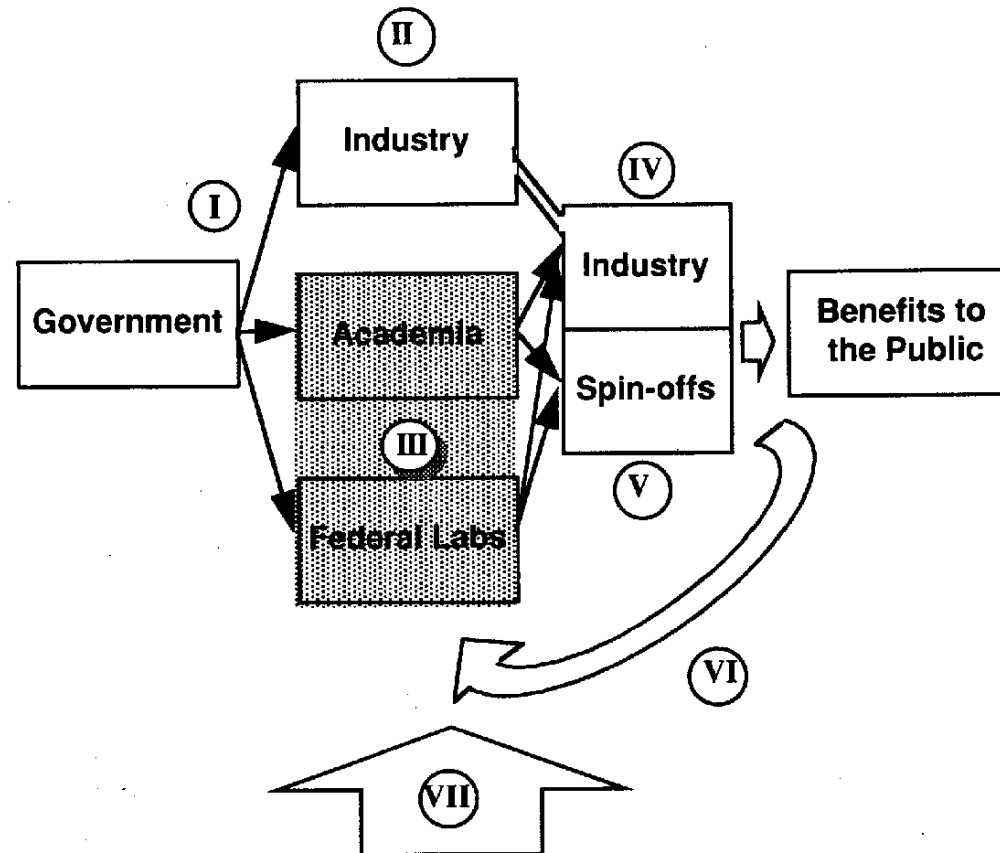 II
Industry
I
IV
Government
Industry
Benefits to
the Public
Academia
Spin-offs
III
V
Federal Labs
VI
VII